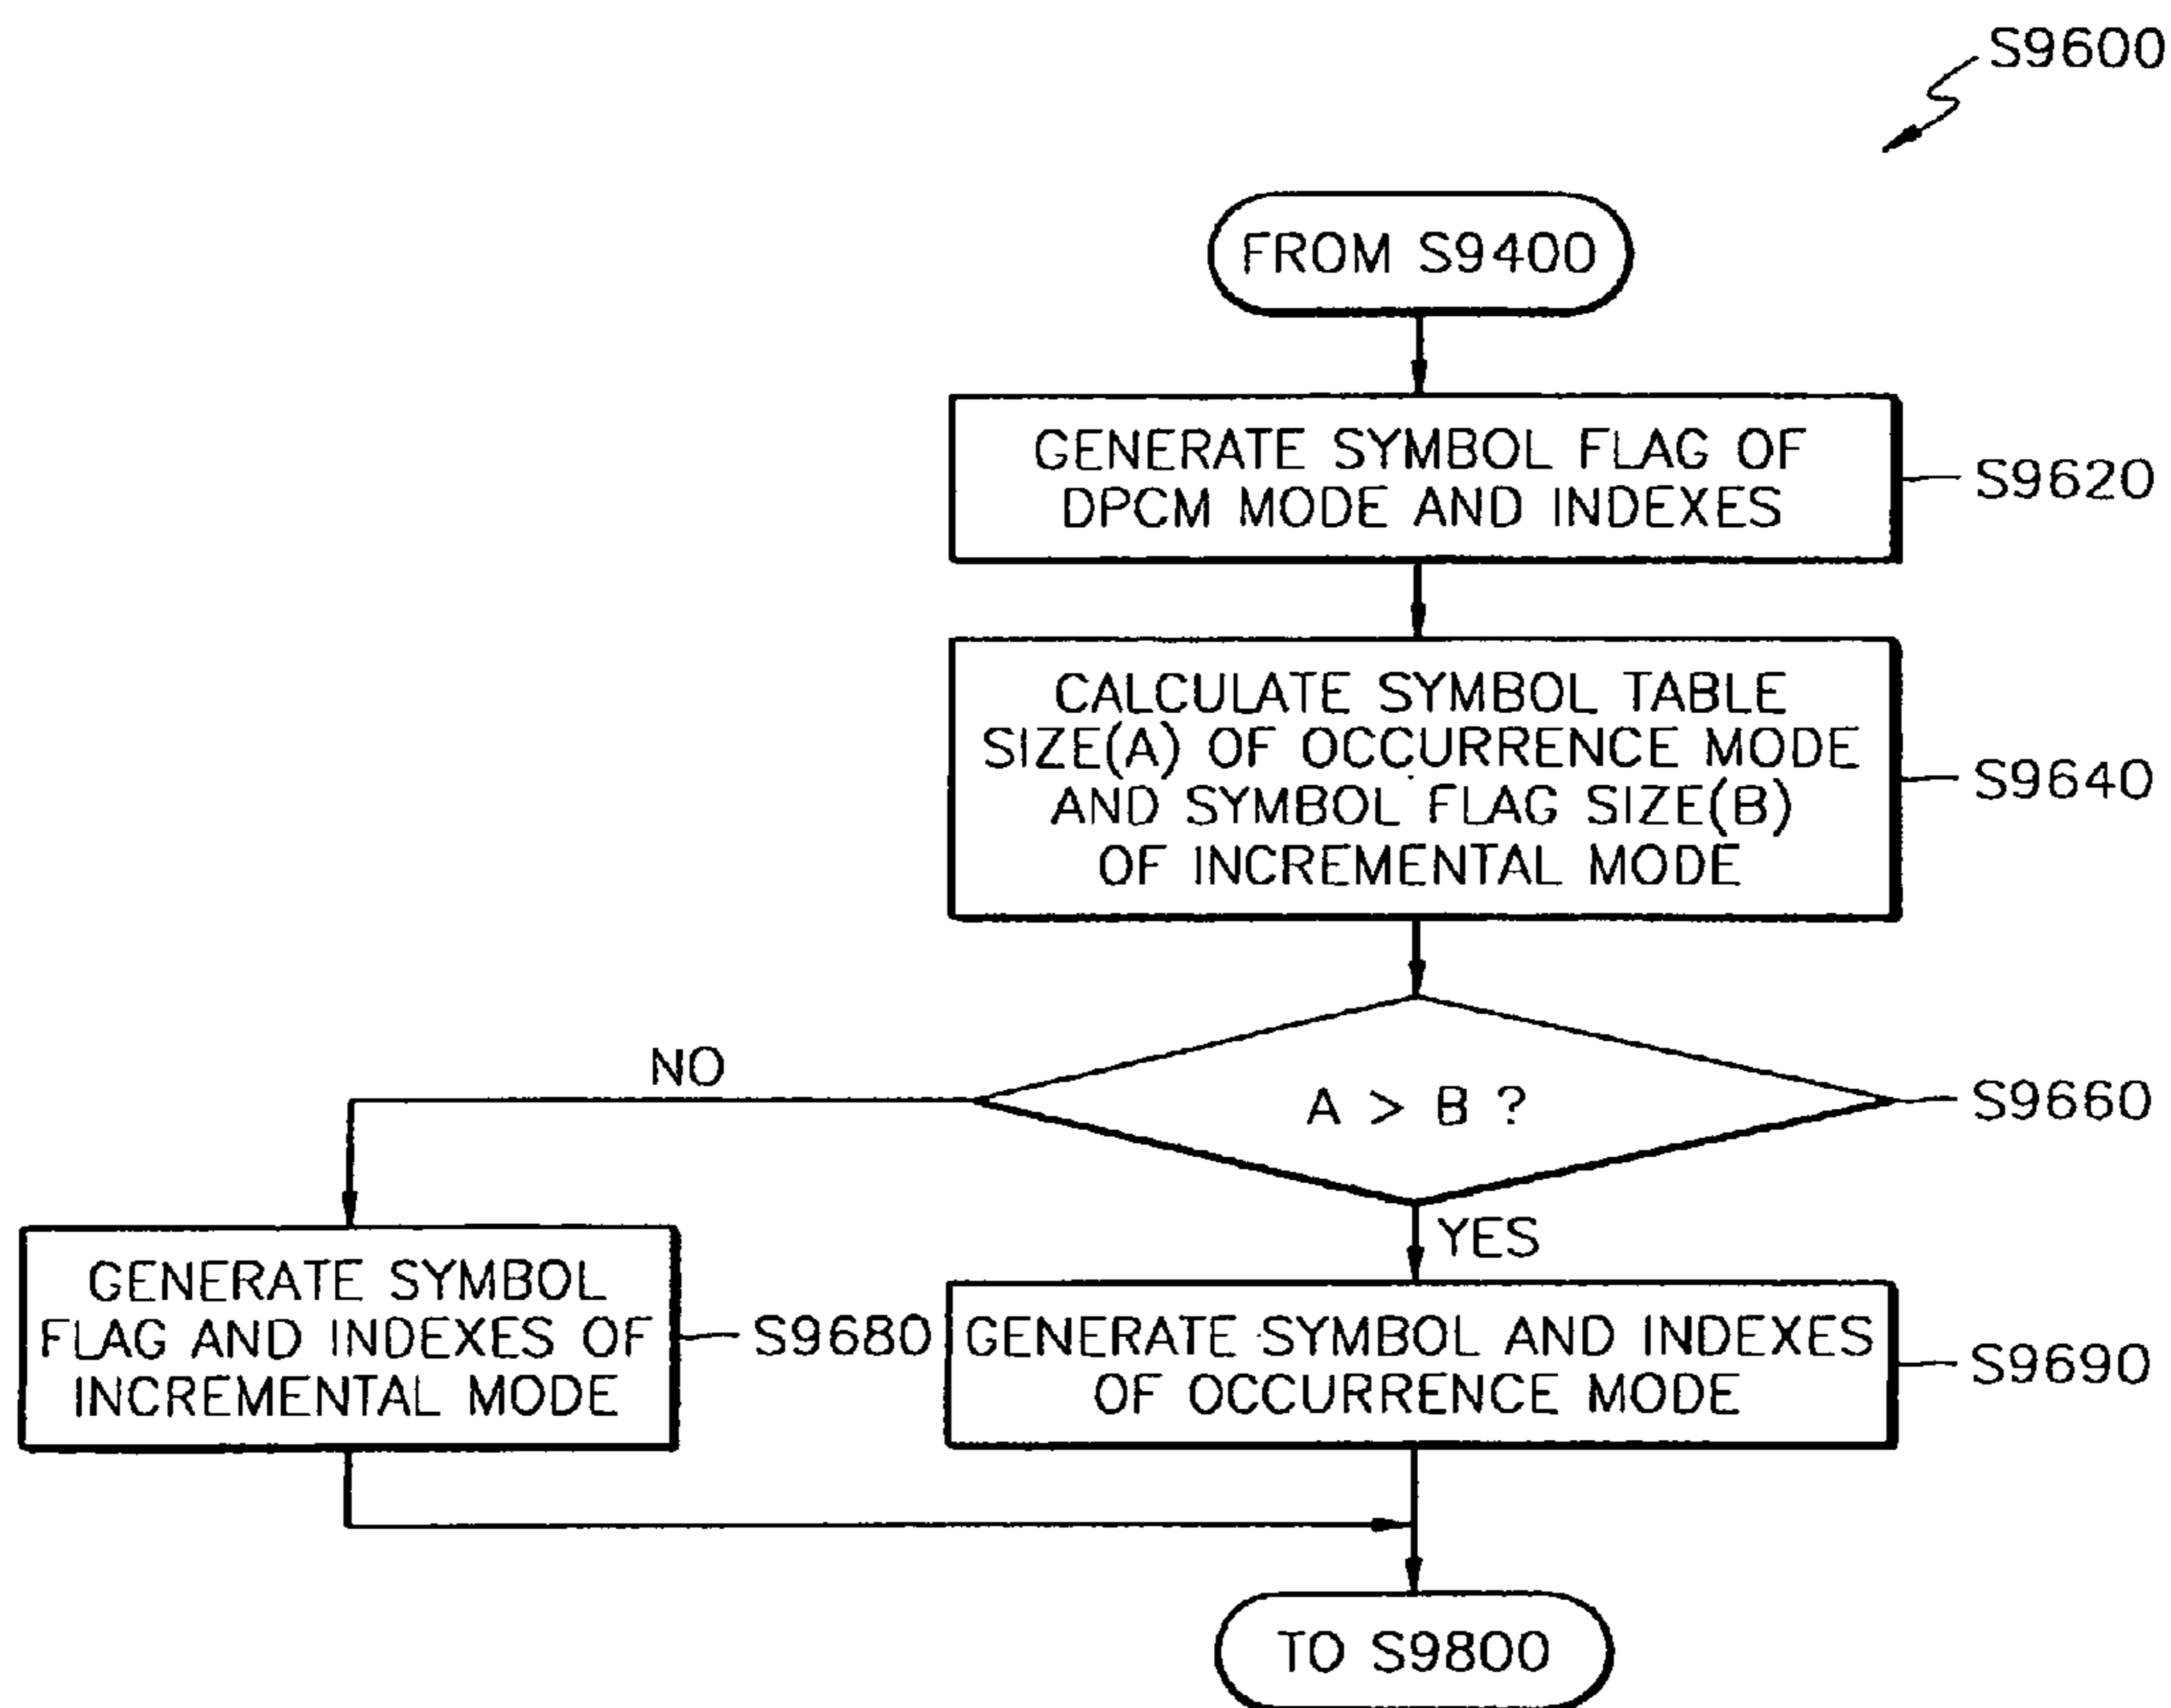 S9600
FROM S9400
GENERATE SYMBOL FLAG OF
DPCM MODE AND INDEXES
S9620
CALCULATE SYMBOL TABLE
SIZE(A) OF OCCURRENCE MODE
AND SYMBOL FLAG SIZE(B)
OF INCREMENTAL MODE
S9640
A > B ?
S9660
NO
YES
GENERATE SYMBOL
FLAG AND INDEXES OF
INCREMENTAL MODE
S9680
GENERATE SYMBOL AND INDEXES
OF OCCURRENCE MODE
S9690
TO S9800